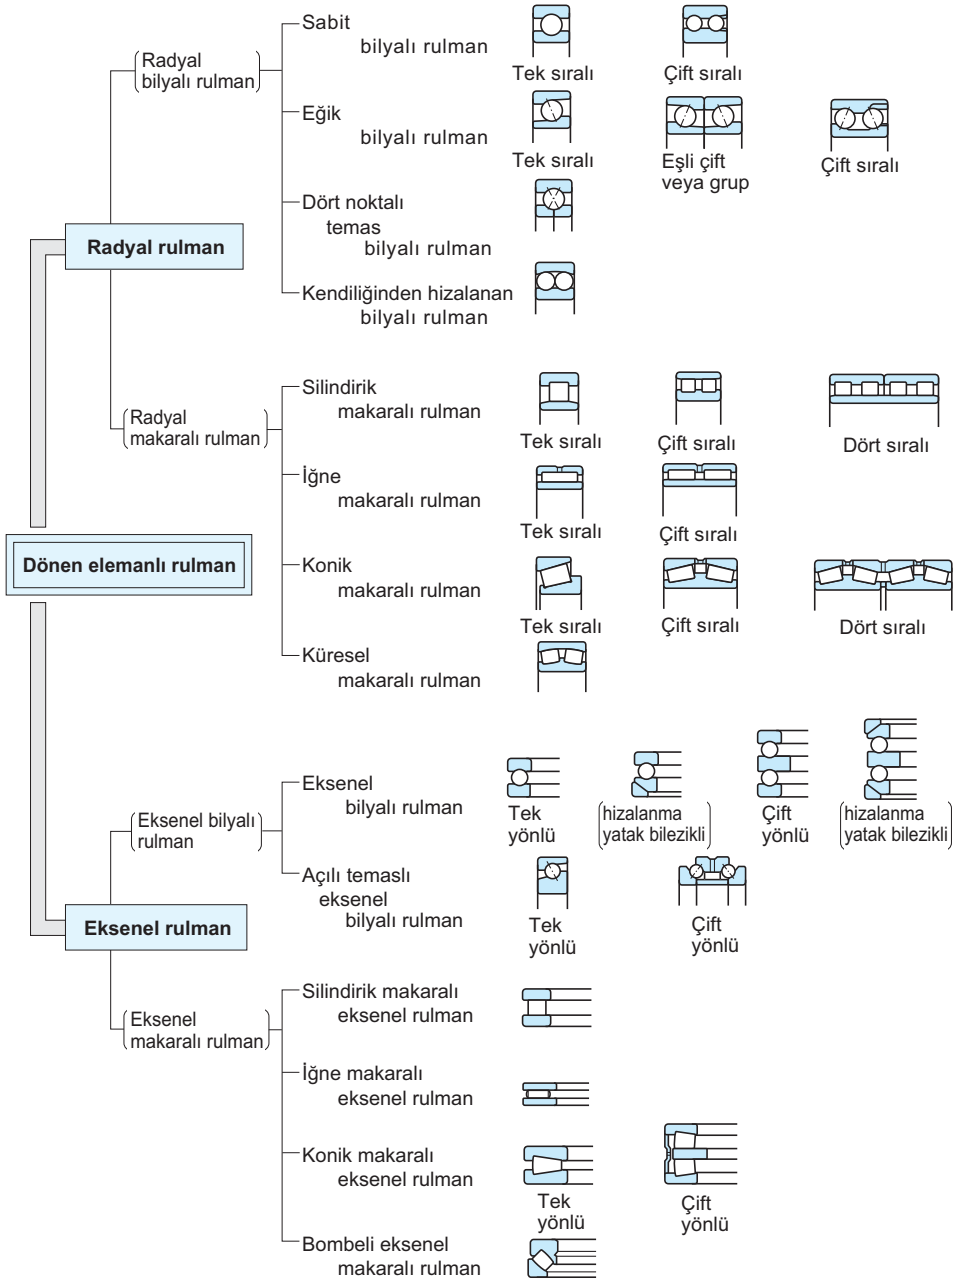 Sabit
bilyalı rulman
Tek sıralı
Çift sıralı
Radyal
bilyalı rulman
Eğik
bilyalı rulman
Tek sıralı
Eşli çift
veya grup
Çift sıralı
Dört noktalı
temas
bilyalı rulman
Radyal rulman
Kendiliğinden hizalanan
bilyalı rulman
Silindirik
makaralı rulman
Tek sıralı
Çift sıralı
Dört sıralı
Radyal
makaralı rulman
İğne
makaralı rulman
Tek sıralı
Çift sıralı
Dönen elemanlı rulman
Konik
makaralı rulman
Tek sıralı
Çift sıralı
Dört sıralı
Küresel
makaralı rulman
Eksenel
bilyalı rulman
Tek
yönlü
hizalanma
yatak bilezikli
Çift
yönlü
hizalanma
yatak bilezikli
Eksenel bilyalı
rulman
Açılı temaslı
eksenel
bilyalı rulman
Tek
yönlü
Çift
yönlü
Eksenel rulman
Silindirik makaralı
eksenel rulman
Eksenel
makaralı rulman
İğne makaralı
eksenel rulman
Konik makaralı
eksenel rulman
Tek
yönlü
Çift
yönlü
Bombeli eksenel
makaralı rulman